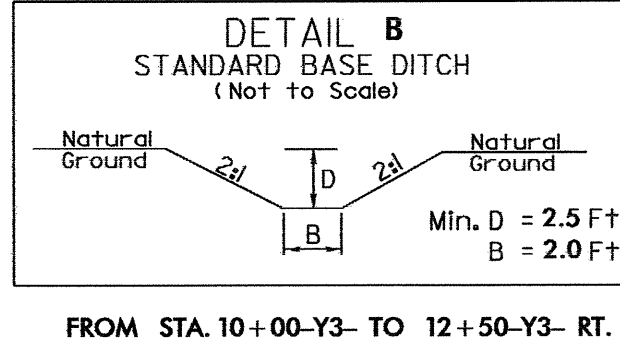 DETAIL B
STANDARD BASE DITCH
(Not to Scale)
Natural
Ground
2:1
D
2:1
Natural
Ground
B
Min. D = 2.5 Ft
B = 2.0 Ft
FROM STA. 10+00-Y3- TO 12+50-Y3- RT.